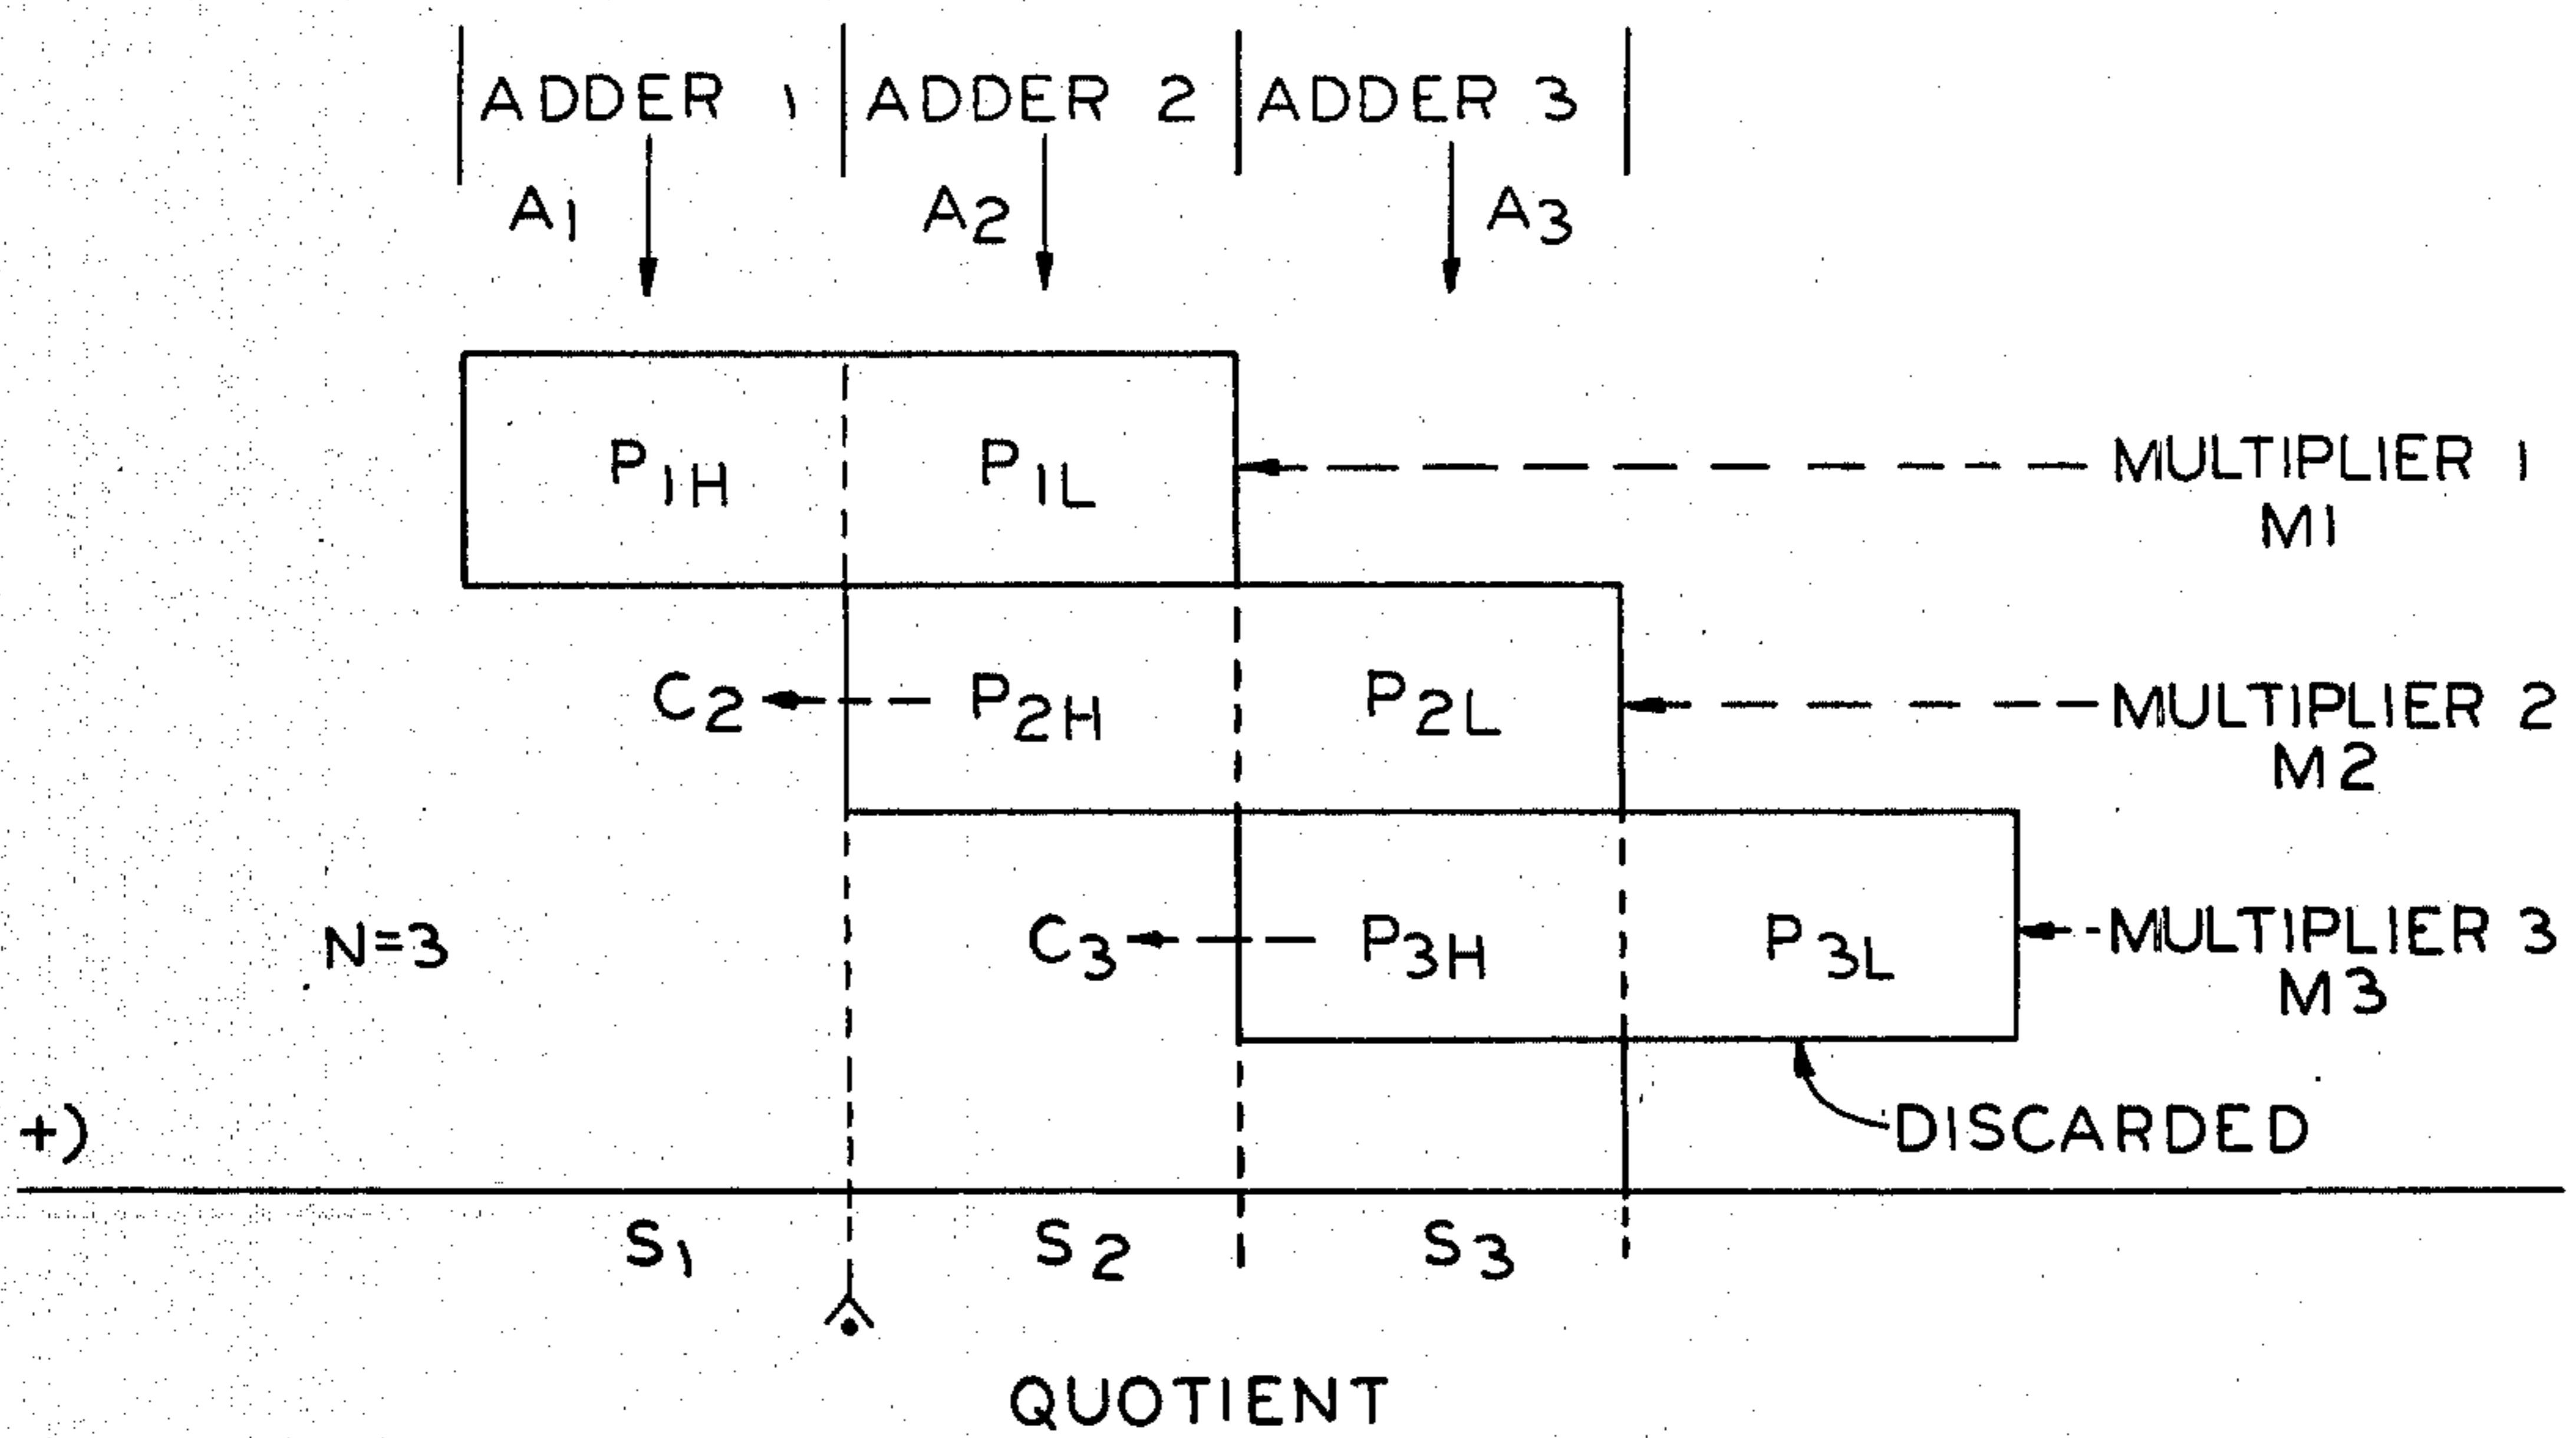 ADDER 1 ADDER 2 ADDER 3
A1 A2 A3
P1H P1L MULTIPLIER 1
M1
C2 P2H P2L MULTIPLIER 2
M2
N=3 C3 P3H P3L MULTIPLIER 3
M3
+) DISCARDED
S1 S2 S3
QUOTIENT